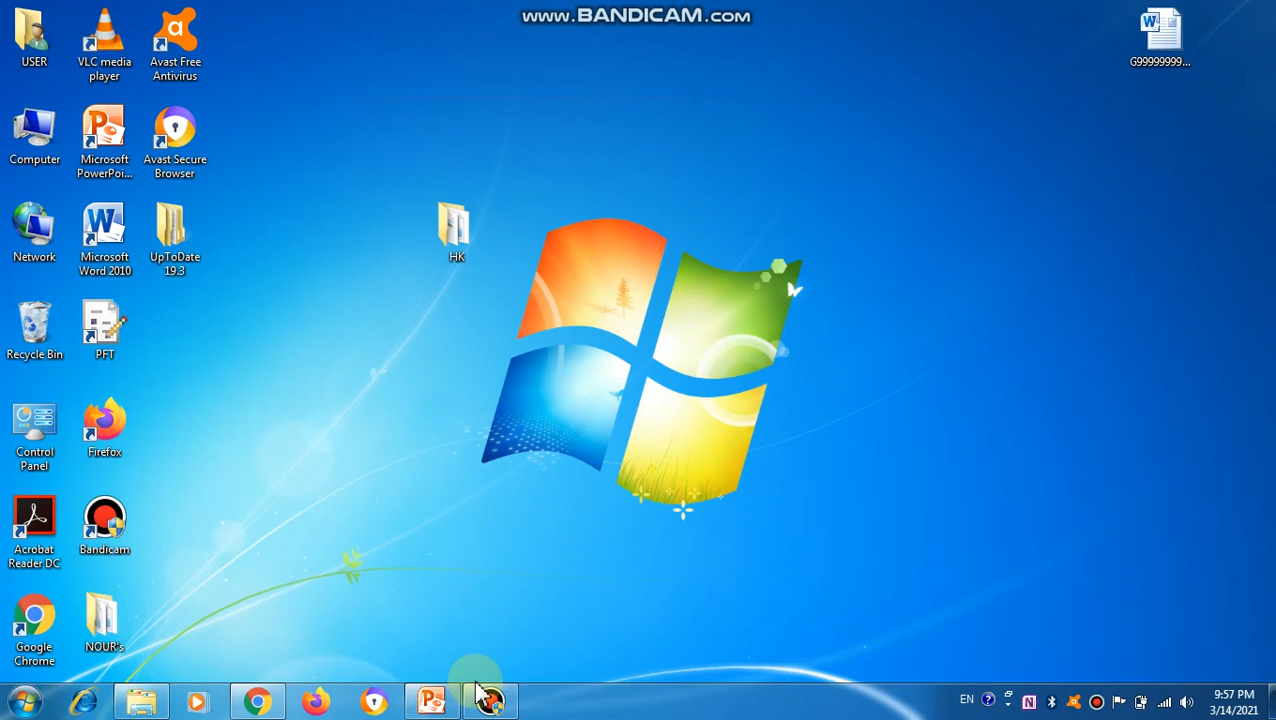 www.BANDICAM.com
USER
VLC media
player
Avast Free
Antivirus
G99999999...
Computer
Microsoft
PowerPoi...
Avast Secure
Browser
Network
Microsoft
Word 2010
UpToDate
19.3
HK
Recycle Bin
PFT
Control
Panel
Firefox
Acrobat
Reader DC
Bandicam
Google
Chrome
NOUR's
EN
9:57 PM
3/14/2021